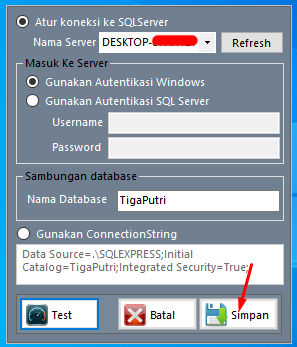 Atur koneksi ke SQLServer
Nama Server DESKTOP- Refresh
Masuk Ke Server
Gunakan Autentikasi Windows
Gunakan Autentikasi SQL Server
Username
Password
Sambungan database
Nama Database TigaPutri
Gunakan ConnectionString
Data Source=.\SQLEXPRESS;Initial
Catalog=TigaPutri;Integrated Security=True;
Test Batal Simpan